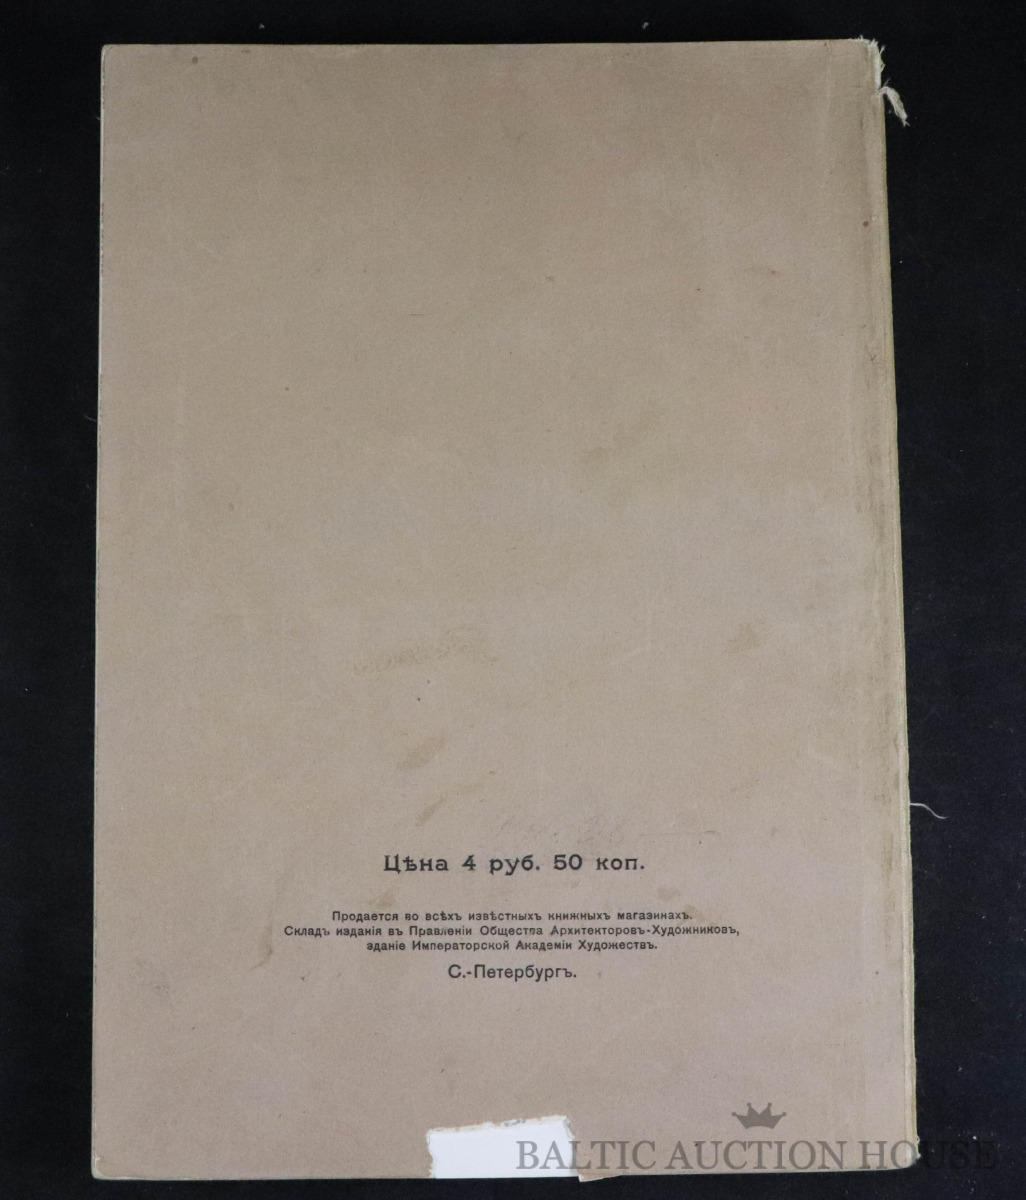 Цѣна 4 руб. 50 коп.
Продается во всѣхъ извѣстныхъ книжныхъ магазинахъ.
Складъ изданія въ Правленіи Общества Архитекторовъ-Художниковъ,
зданіе Императорской Академіи Художествъ.
С.-Петербургъ.
BALTIC AUCTION HOUSE